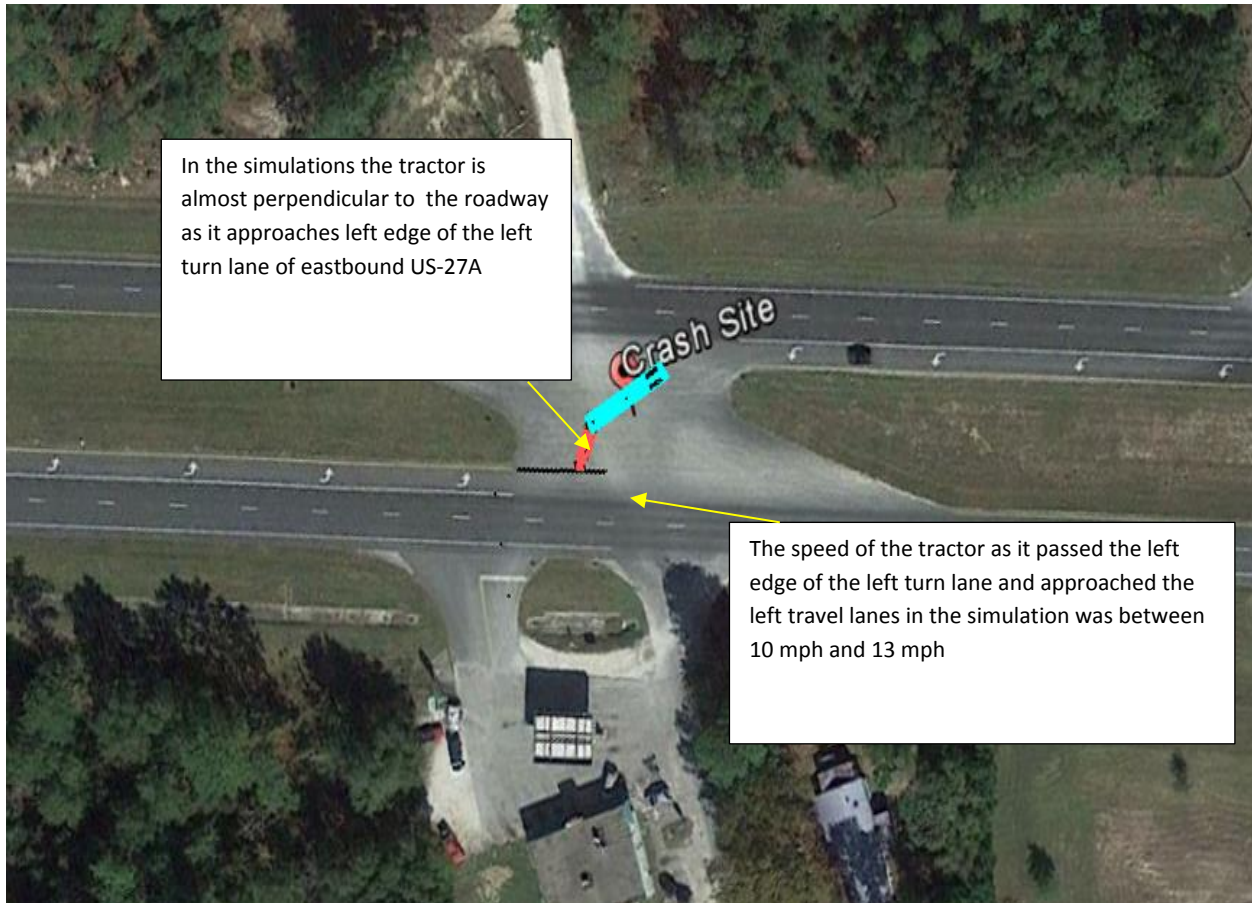 In the simulations the tractor is
almost perpendicular to the roadway
as it approaches left edge of the left
turn lane of eastbound US-27A
Crash Site
The speed of the tractor as it passed the left
edge of the left turn lane and approached the
left travel lanes in the simulation was between
10 mph and 13 mph